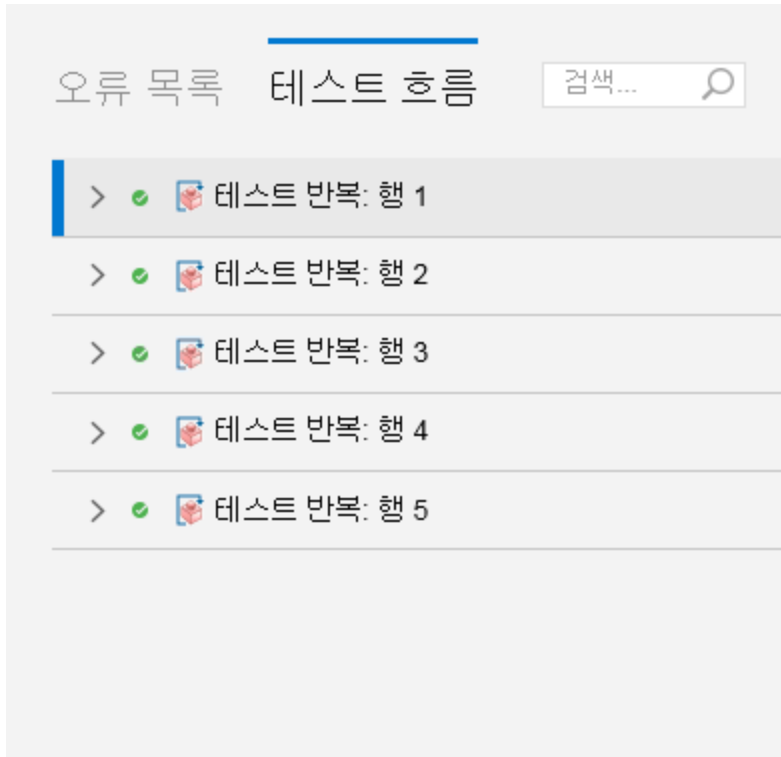 오류 목록 테스트 흐름 검색...
테스트 반복: 행 1
테스트 반복: 행 2
테스트 반복: 행 3
테스트 반복: 행 4
테스트 반복: 행 5